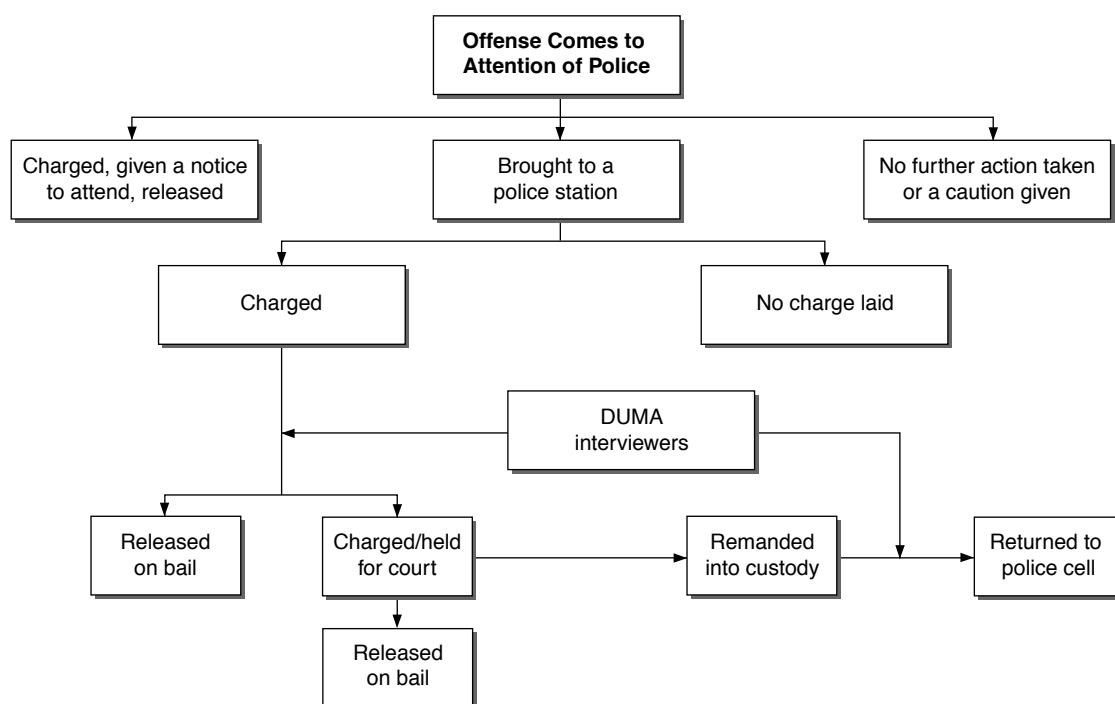 Offense Comes to
Attention of Police
Charged, given a notice
to attend, released
Brought to a
police station
No further action taken
or a caution given
Charged
No charge laid
DUMA
interviewers
Released
on bail
Charged/held
for court
Remanded
into custody
Returned to
police cell
Released
on bail